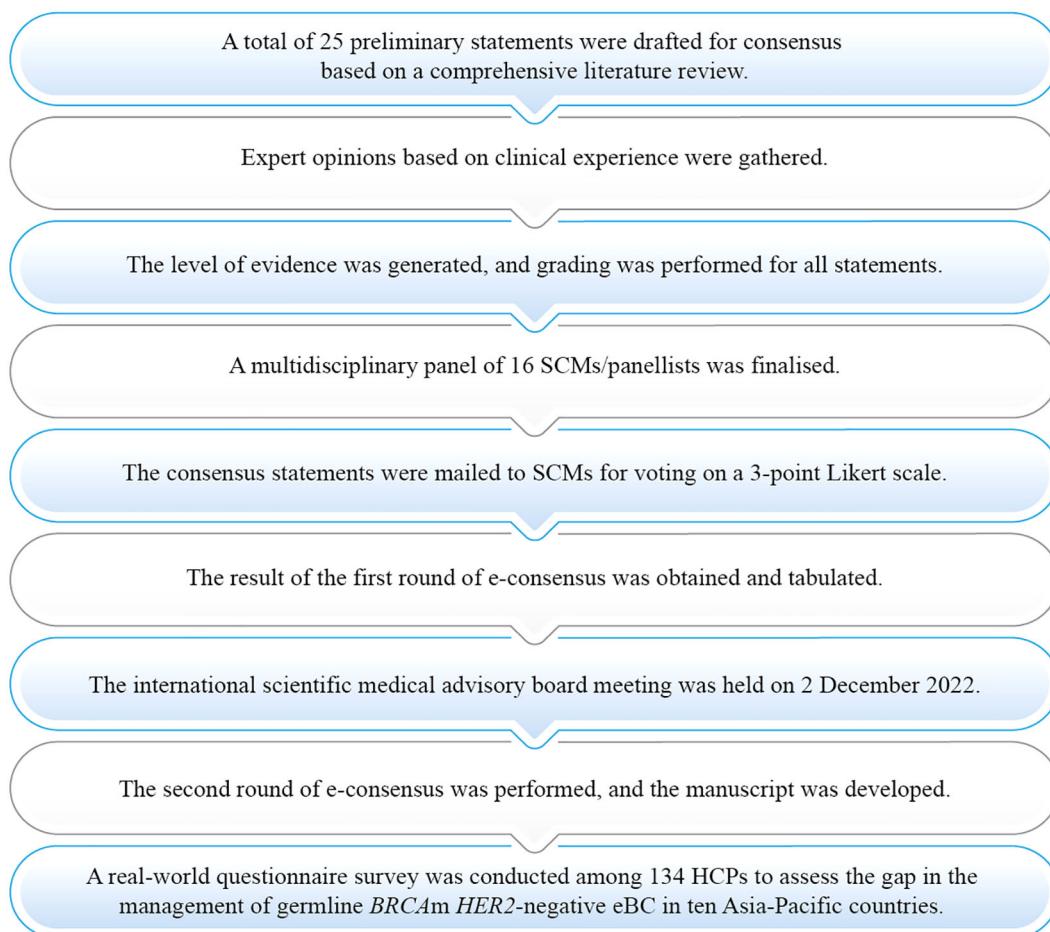 A total of 25 preliminary statements were drafted for consensus
based on a comprehensive literature review.
Expert opinions based on clinical experience were gathered.
The level of evidence was generated, and grading was performed for all statements.
A multidisciplinary panel of 16 SCMs/panellists was finalised.
The consensus statements were mailed to SCMs for voting on a 3-point Likert scale.
The result of the first round of e-consensus was obtained and tabulated.
The international scientific medical advisory board meeting was held on 2 December 2022.
The second round of e-consensus was performed, and the manuscript was developed.
A real-world questionnaire survey was conducted among 134 HCPs to assess the gap in the
management of germline BRCAm HER2-negative eBC in ten Asia-Pacific countries.